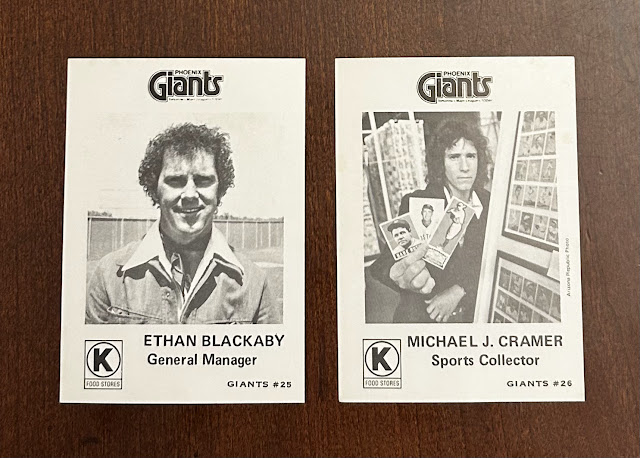 PHOENIX
Giants
ETHAN BLACKABY
General Manager
K
FOOD STORES
GIANTS #25
PHOENIX
Giants
Arizona Republic Photo
MICHAEL J. CRAMER
Sports Collector
K
FOOD STORES
GIANTS #26